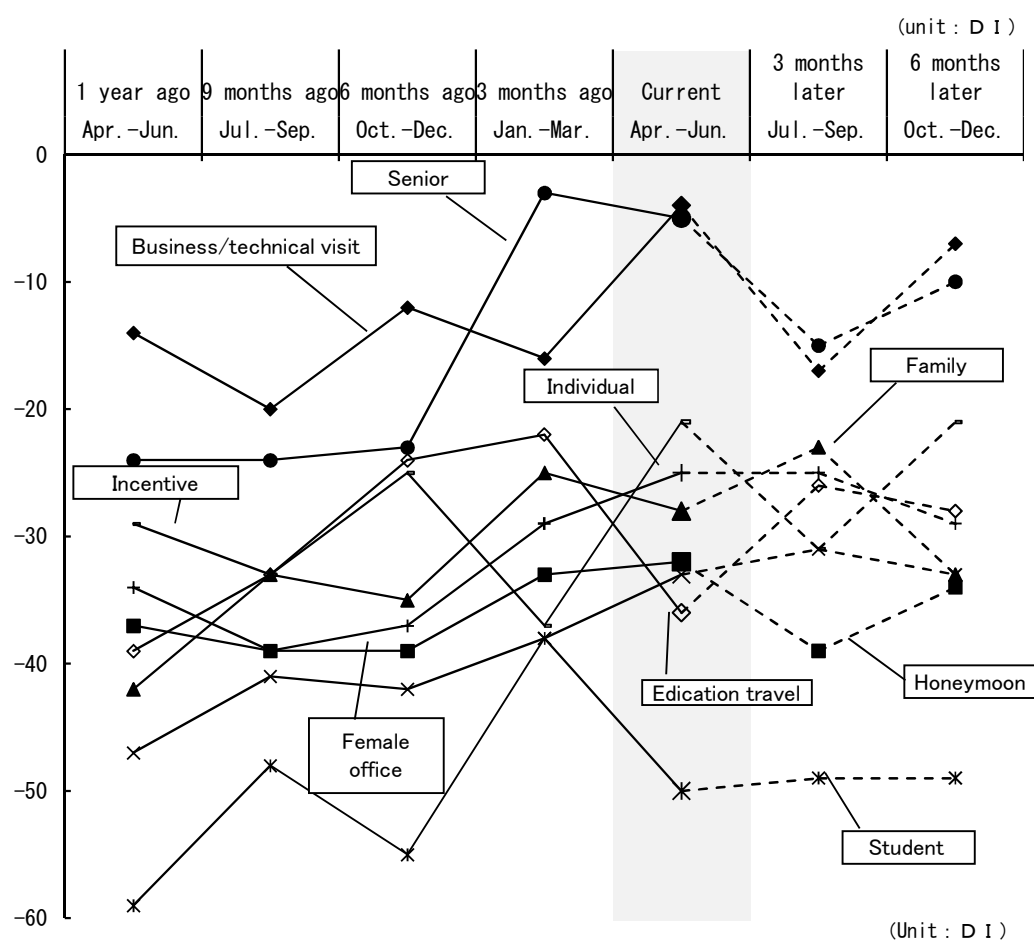 (unit : D I )
1 year ago
9 months ago
6 months ago
3 months ago
Current
3 months
later
6 months
later
Apr.-Jun.
Jul.-Sep.
Oct.-Dec.
Jan.-Mar.
Apr.-Jun.
Jul.-Sep.
Oct.-Dec.
0
Senior
Business/technical visit
-10
Family
Individual
-20
Incentive
-30
-40
Honeymoon
Edication travel
Female
office
-50
Student
-60
(Unit : D I )